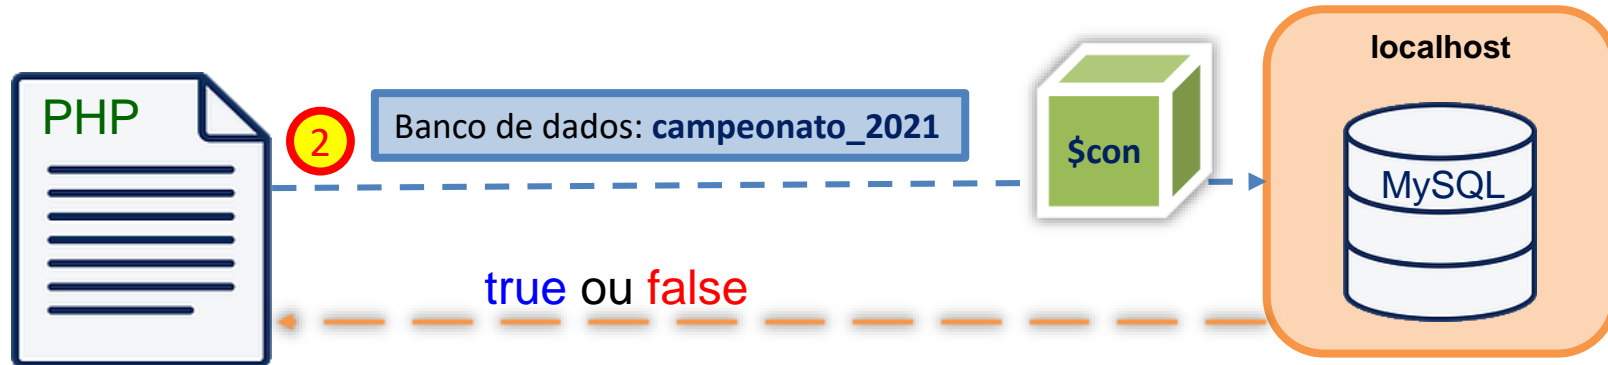 localhost
PHP
2
Banco de dados: campeonato_2021
$con
MySQL
true ou false